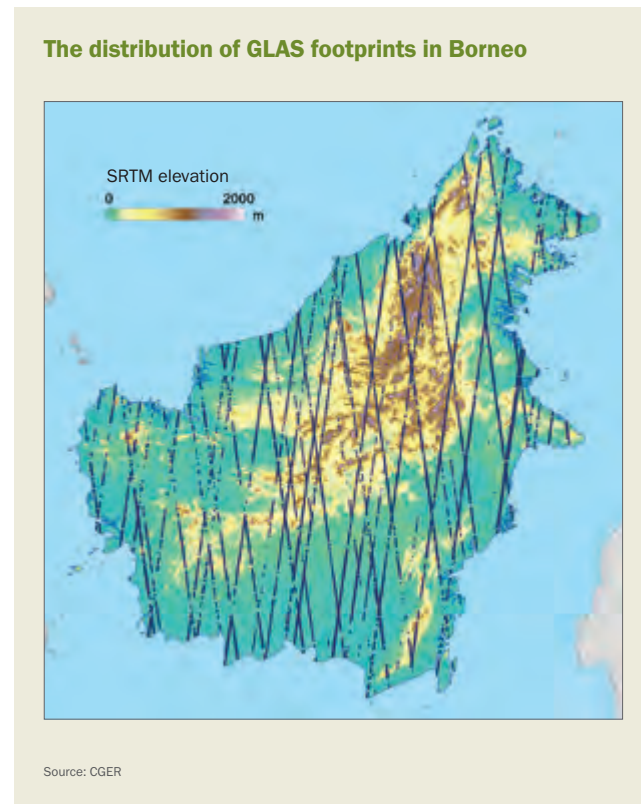 The distribution of GLAS footprints in Borneo
SRTM elevation
0 2000
m
Source: CGER